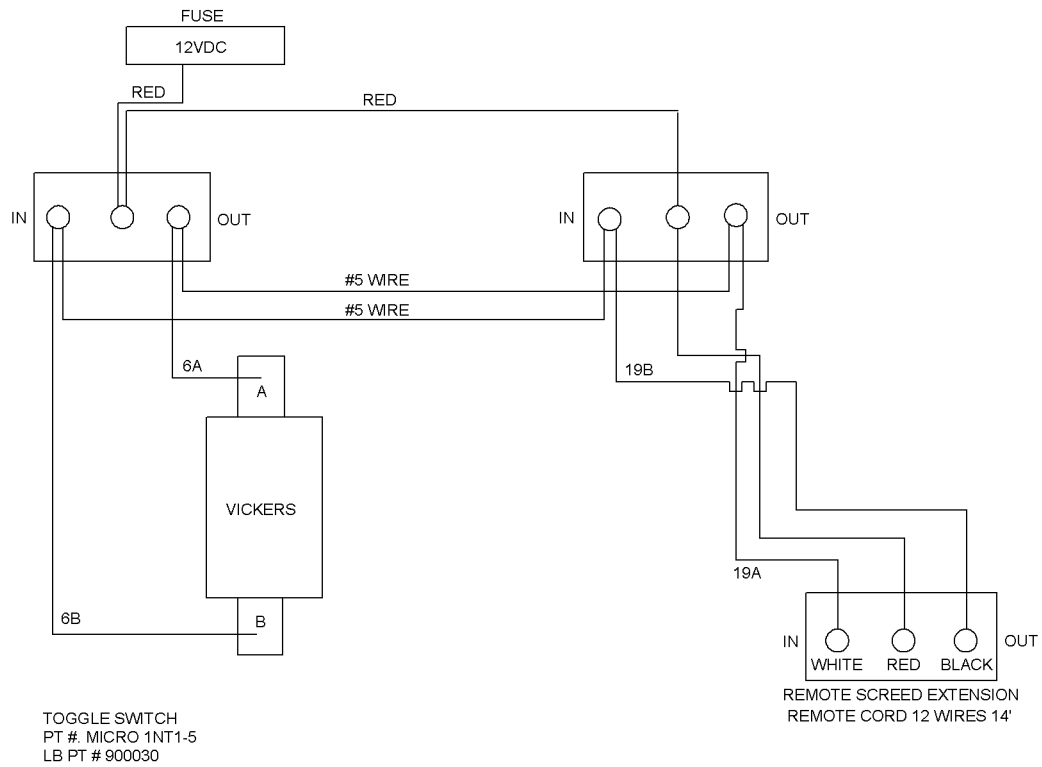 FUSE
12VDC
RED
RED
IN
OUT
IN
OUT
#5 WIRE
#5 WIRE
6A
A
19B
VICKERS
19A
6B
B
IN
OUT
WHITE
RED
BLACK
REMOTE SCREED EXTENSION
REMOTE CORD 12 WIRES 14'
TOGGLE SWITCH
PT #. MICRO 1NT1-5
LB PT # 900030